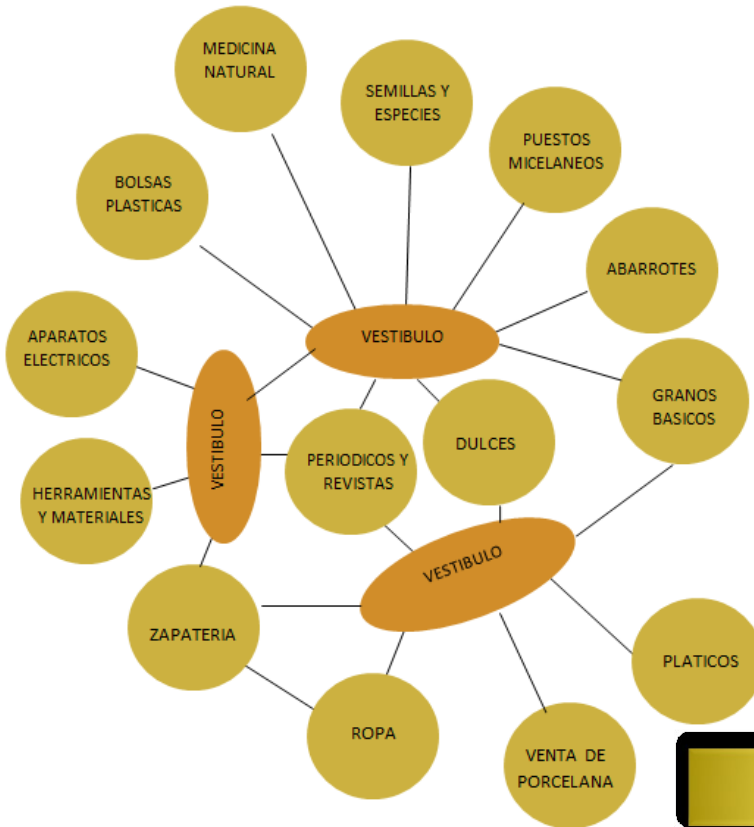 MEDICINA
NATURAL
SEMILLAS Y
ESPECIES
PUESTOS
MICELANEOS
BOLSAS
PLASTICAS
ABARROTES
APARATOS
ELECTRICOS
VESTIBULO
GRANOS
BASICOS
VESTIBULO
PERIODICOS Y
REVISTAS
DULCES
HERRAMIENTAS
Y MATERIALES
VESTIBULO
ZAPATERIA
PLATICOS
ROPA
VENTA DE
PORCELANA